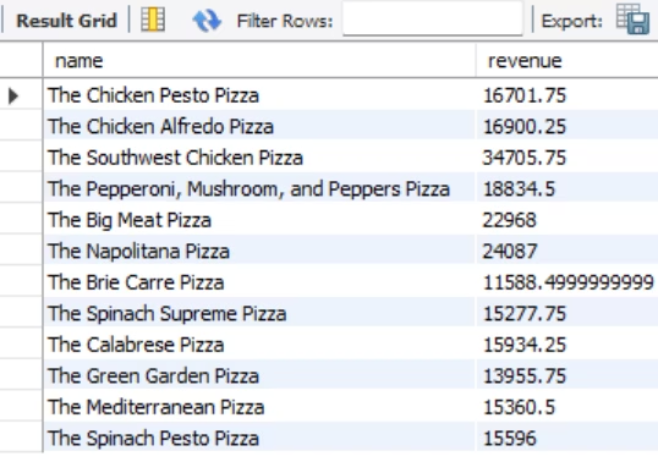 Result Grid Filter Rows: Export:
name revenue
The Chicken Pesto Pizza 16701.75
The Chicken Alfredo Pizza 16900.25
The Southwest Chicken Pizza 34705.75
The Pepperoni, Mushroom, and Peppers Pizza 18834.5
The Big Meat Pizza 22968
The Napolitana Pizza 24087
The Brie Carre Pizza 11588.4999999999
The Spinach Supreme Pizza 15277.75
The Calabrese Pizza 15934.25
The Green Garden Pizza 13955.75
The Mediterranean Pizza 15360.5
The Spinach Pesto Pizza 15596